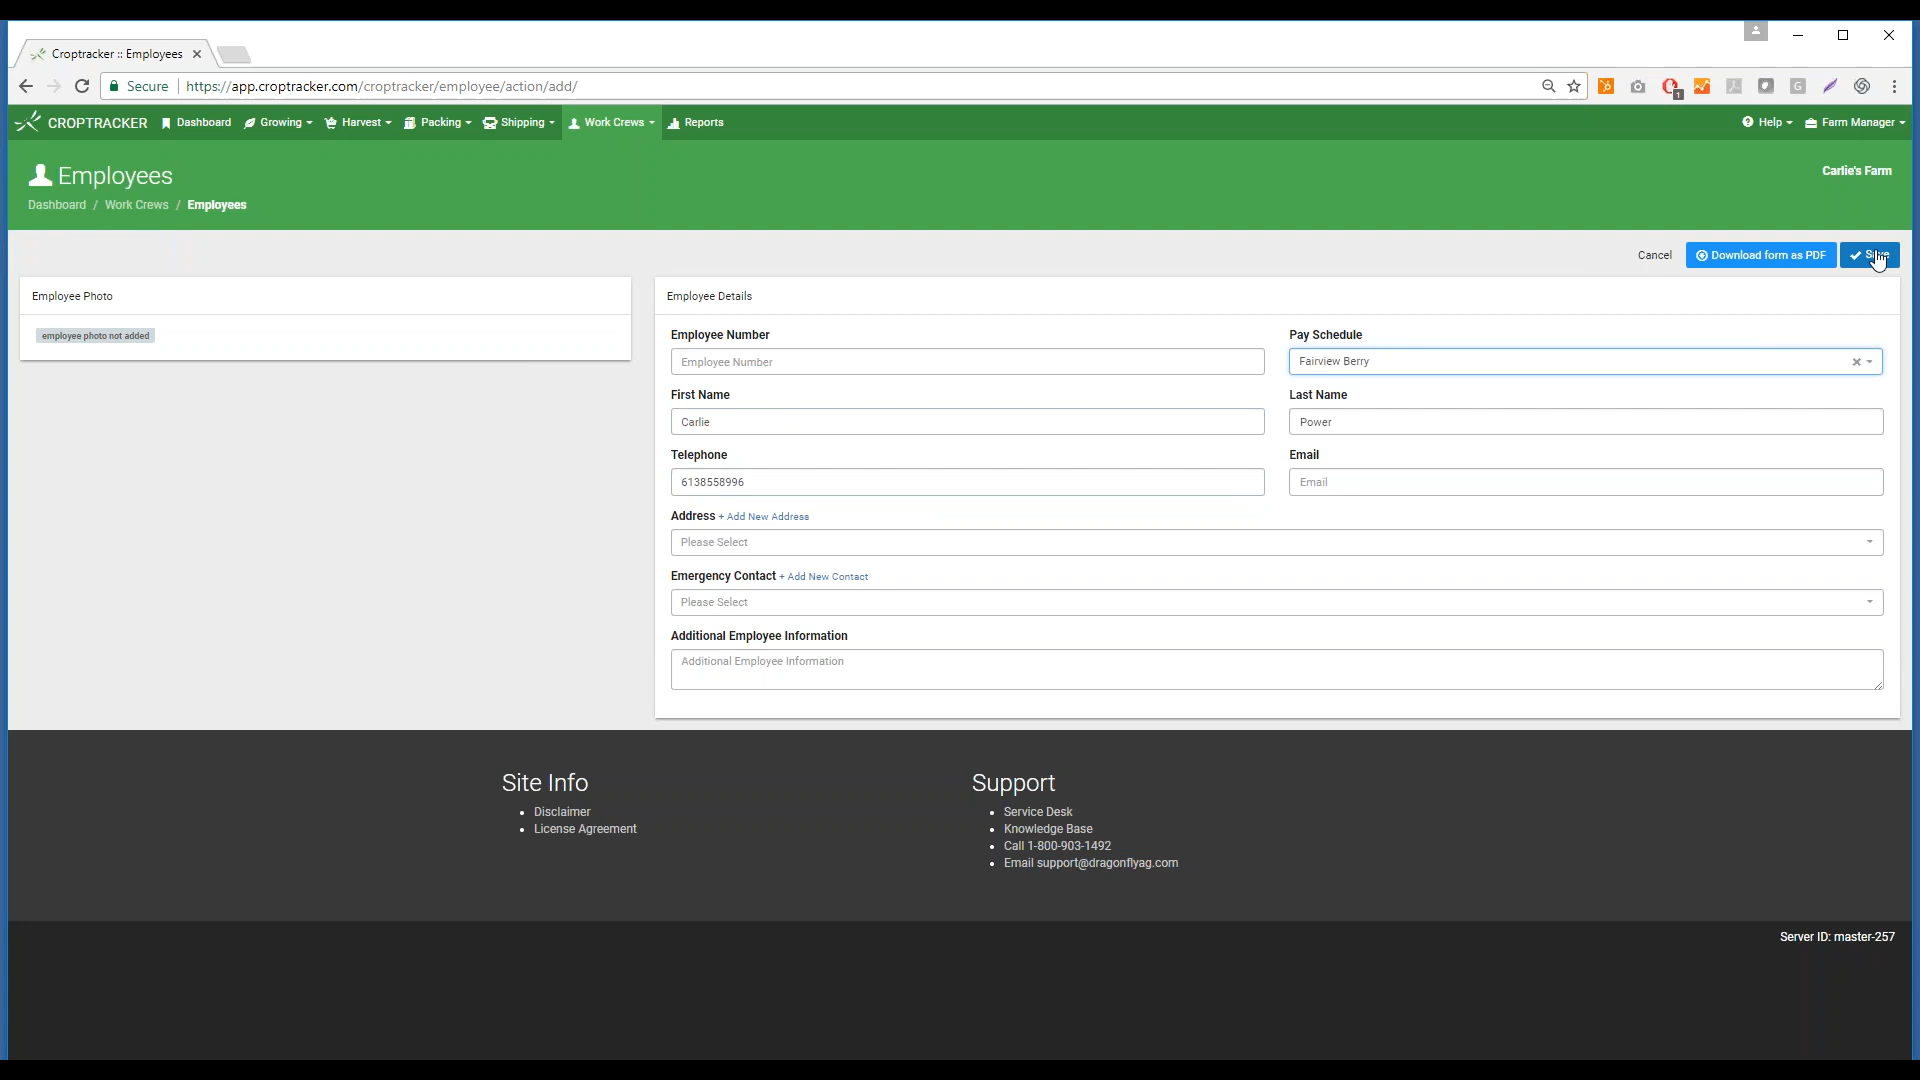 Croptracker :: Employees
Secure https://app.croptracker.com/croptracker/employee/action/add/
1
G
CROPTRACKER Dashboard Growing Harvest Packing Shipping Work Crews Reports Help Farm Manager
Employees
Carlie's Farm
Dashboard / Work Crews / Employees
Cancel Download form as PDF
Employee Photo
employee photo not added
Employee Details
Employee Number Pay Schedule
Employee Number Fairview Berry
First Name Last Name
Carlie Power
Telephone Email
6138558996 Email
Address + Add New Address
Please Select
Emergency Contact + Add New Contact
Please Select
Additional Employee Information
Additional Employee Information
Site Info
Disclaimer
License Agreement
Support
Service Desk
Knowledge Base
Call 1-800-903-1492
Email support@dragonflyag.com
Server ID: master-257